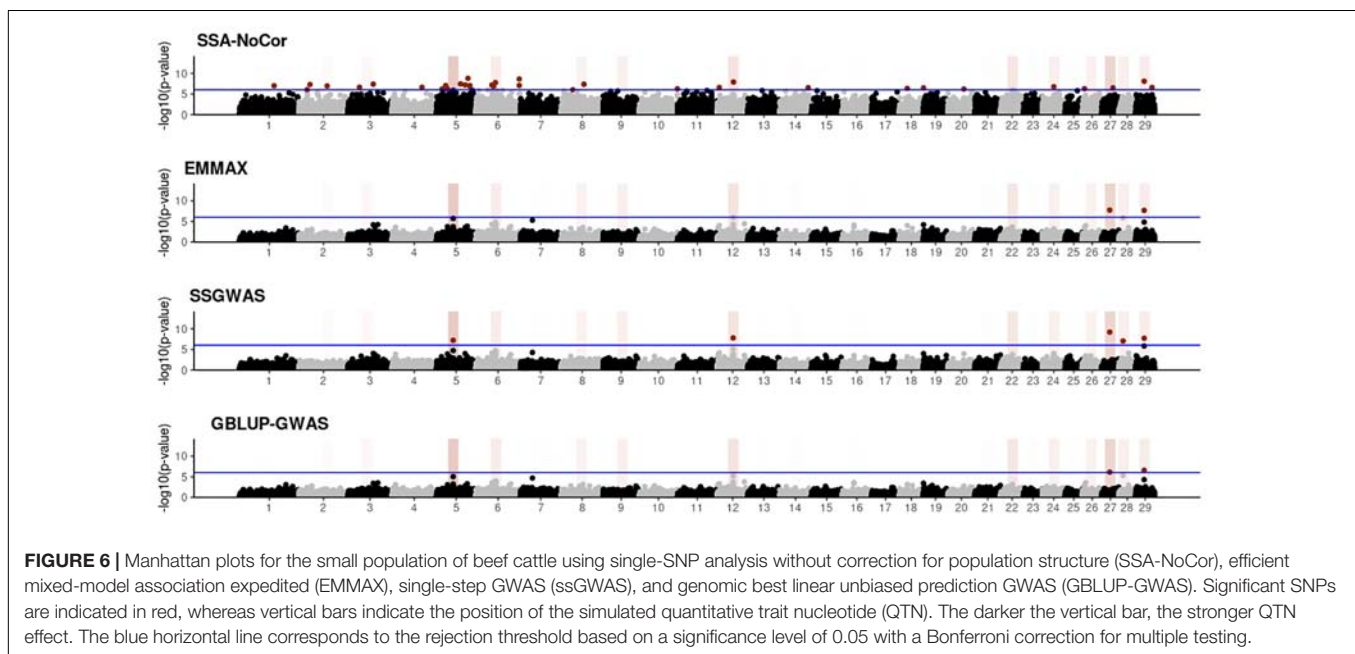 SSA-NoCor
-log10(p-value)
10
5
0
1 2 3 4 5 6 7 8 9 10 11 12 13 14 15 16 17 18 19 20 21 22 23 24 25 26 27 28 29
EMMAX
-log10(p-value)
10
5
0
1 2 3 4 5 6 7 8 9 10 11 12 13 14 15 16 17 18 19 20 21 22 23 24 25 26 27 28 29
SSGWAS
-log10(p-value)
10
5
0
1 2 3 4 5 6 7 8 9 10 11 12 13 14 15 16 17 18 19 20 21 22 23 24 25 26 27 28 29
GBLUP-GWAS
-log10(p-value)
10
5
0
1 2 3 4 5 6 7 8 9 10 11 12 13 14 15 16 17 18 19 20 21 22 23 24 25 26 27 28 29
FIGURE 6 | Manhattan plots for the small population of beef cattle using single-SNP analysis without correction for population structure (SSA-NoCor), efficient
mixed-model association expedited (EMMAX), single-step GWAS (ssGWAS), and genomic best linear unbiased prediction GWAS (GBLUP-GWAS). Significant SNPs
are indicated in red, whereas vertical bars indicate the position of the simulated quantitative trait nucleotide (QTN). The darker the vertical bar, the stronger QTN
effect. The blue horizontal line corresponds to the rejection threshold based on a significance level of 0.05 with a Bonferroni correction for multiple testing.